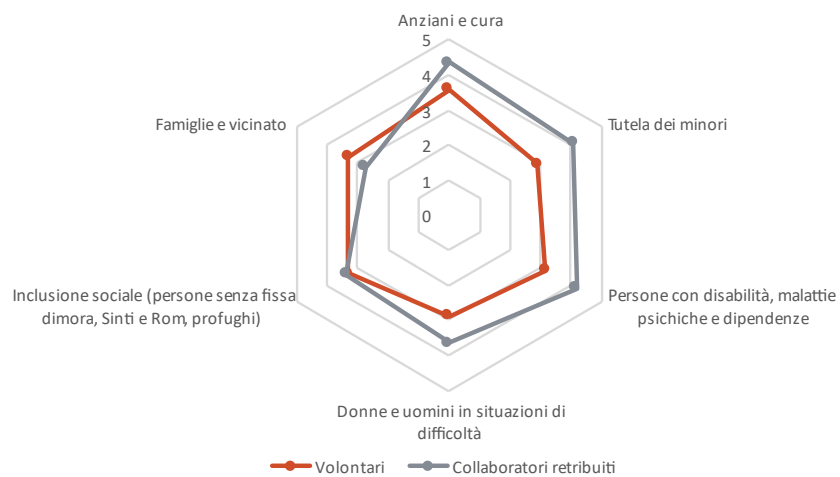 Anziani e cura
5
4
3
2
1
0
Famiglie e vicinato
Tutela dei minori
Inclusione sociale (persone senza fissa
dimora, Sinti e Rom, profughi)
Persone con disabilità, malattie
psichiche e dipendenze
Donne e uomini in situazioni di
difficoltà
Volontari
Collaboratori retribuiti